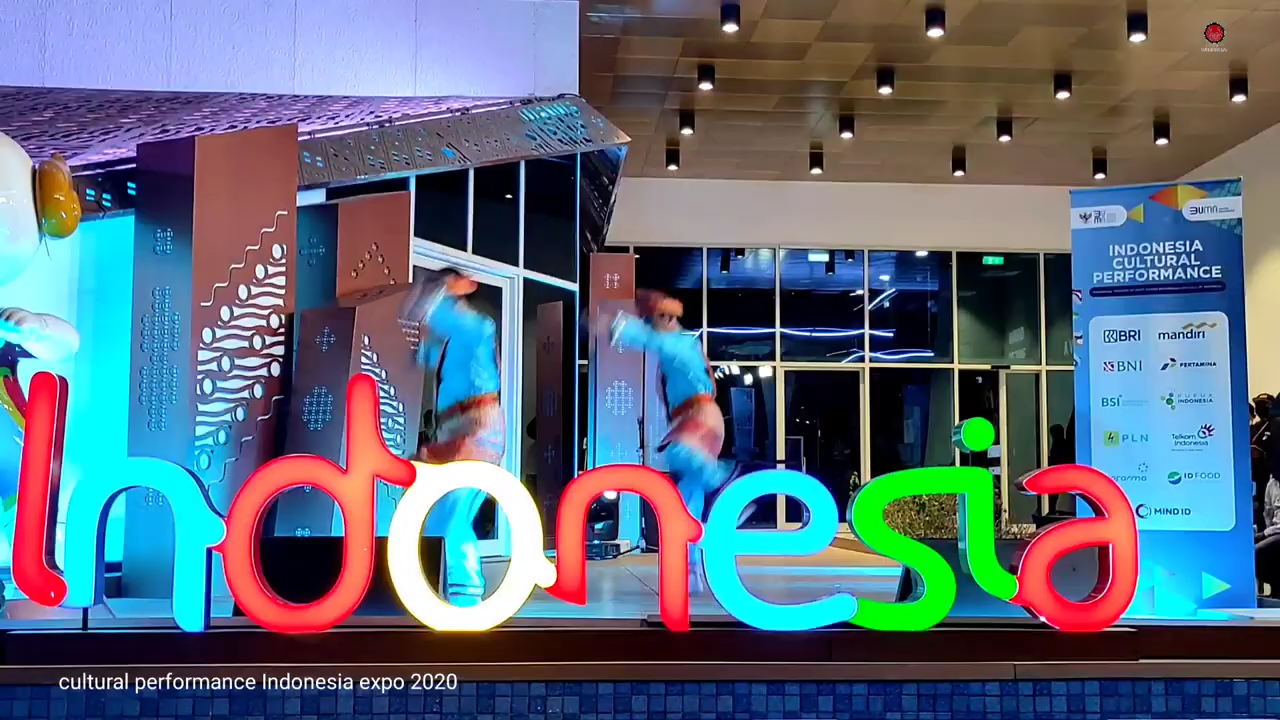 BUMN
INDONESIA
CULTURAL
PERFORMANCE
BRI
mandiri
BNI
PERTAMINA
BSI
PUPUK
INDONESIA
PLN
Telkom
Indonesia
ID FOOD
MIND ID
Indonesia
cultural performance Indonesia expo 2020